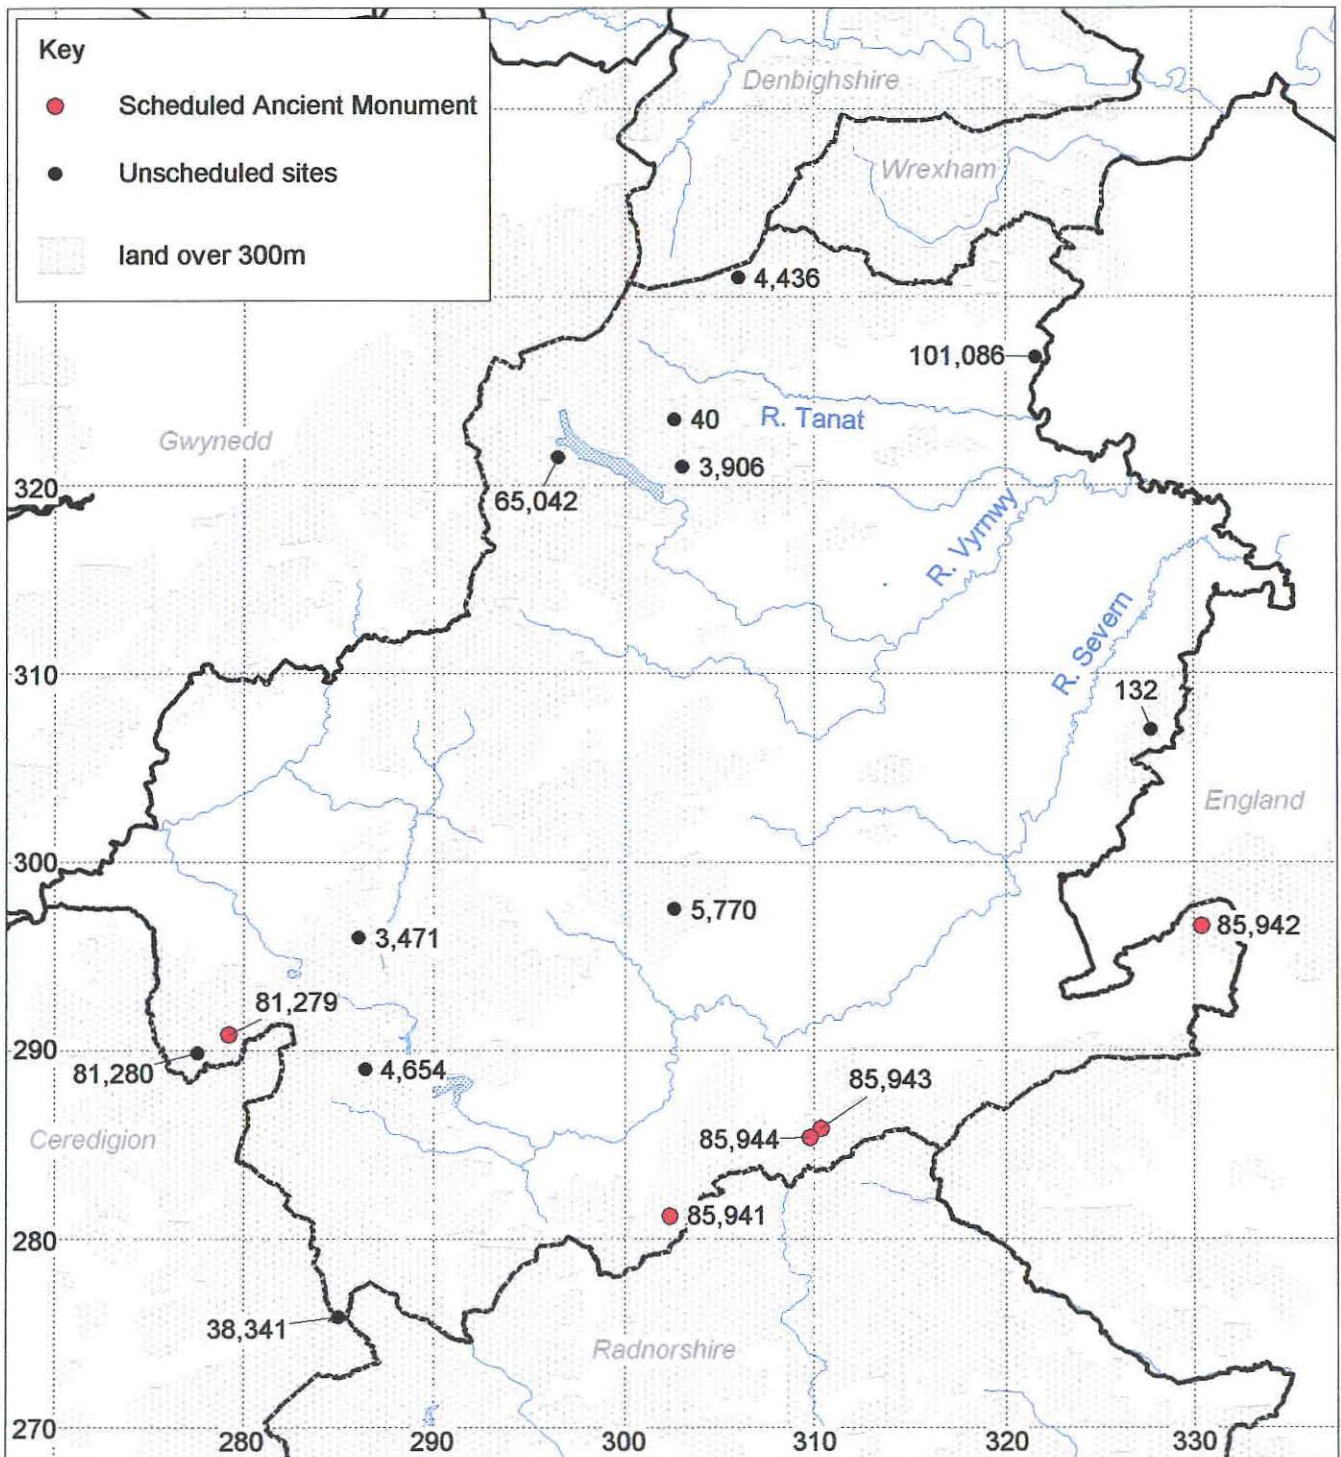 Key
Scheduled Ancient Monument
Unscheduled sites
land over 300m
Denbighshire
Wrexham
4,436
101,086
40
R. Tanat
Gwynedd
3,906
65,042
320
R. Vyrnwy
R. Severn
310
132
England
300
5,770
3,471
85,942
81,279
290
81,280
4,654
85,943
85,944
Ceredigion
85,941
280
38,341
Radnorshire
270
280
290
300
310
320
330